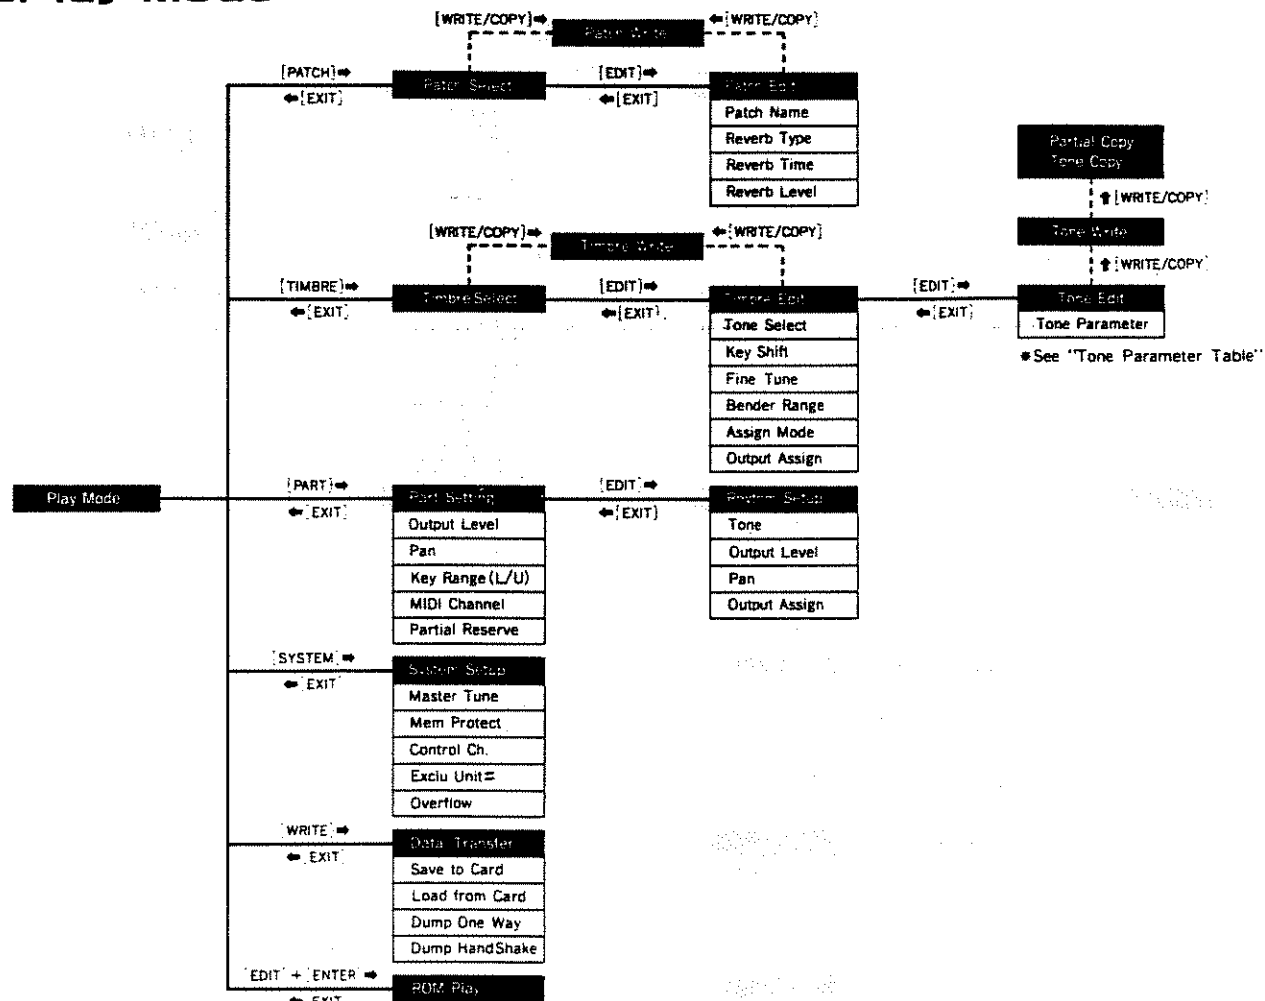 [WRITE/COPY]➡
Patch Write
⬅[WRITE/COPY]
[PATCH]➡
⬅[EXIT]
Patch Select
[EDIT]➡
⬅[EXIT]
Patch Edit
Patch Name
Reverb Type
Reverb Time
Reverb Level
Partial Copy
Tone Copy
⬆[WRITE/COPY]
Tone Write
⬆[WRITE/COPY]
[WRITE/COPY]➡
Timbre Write
⬅[WRITE/COPY]
[TIMBRE]➡
⬅[EXIT]
Timbre Select
[EDIT]➡
⬅[EXIT]
Timbre Edit
Tone Select
Key Shift
Fine Tune
Bender Range
Assign Mode
Output Assign
[EDIT]➡
⬅[EXIT]
Tone Edit
Tone Parameter
*See "Tone Parameter Table"
Play Mode
[PART]➡
⬅[EXIT]
Part Setting
Output Level
Pan
Key Range(L/U)
MIDI Channel
Partial Reserve
[EDIT]➡
⬅[EXIT]
Rhythm Setup
Tone
Output Level
Pan
Output Assign
[SYSTEM]➡
⬅[EXIT]
System Setup
Master Tune
Mem Protect
Control Ch.
Exclu Unit#
Overflow
[WRITE]➡
⬅[EXIT]
Data Transfer
Save to Card
Load from Card
Dump One Way
Dump HandShake
[EDIT]+[ENTER]➡
⬅[EXIT]
ROM Play